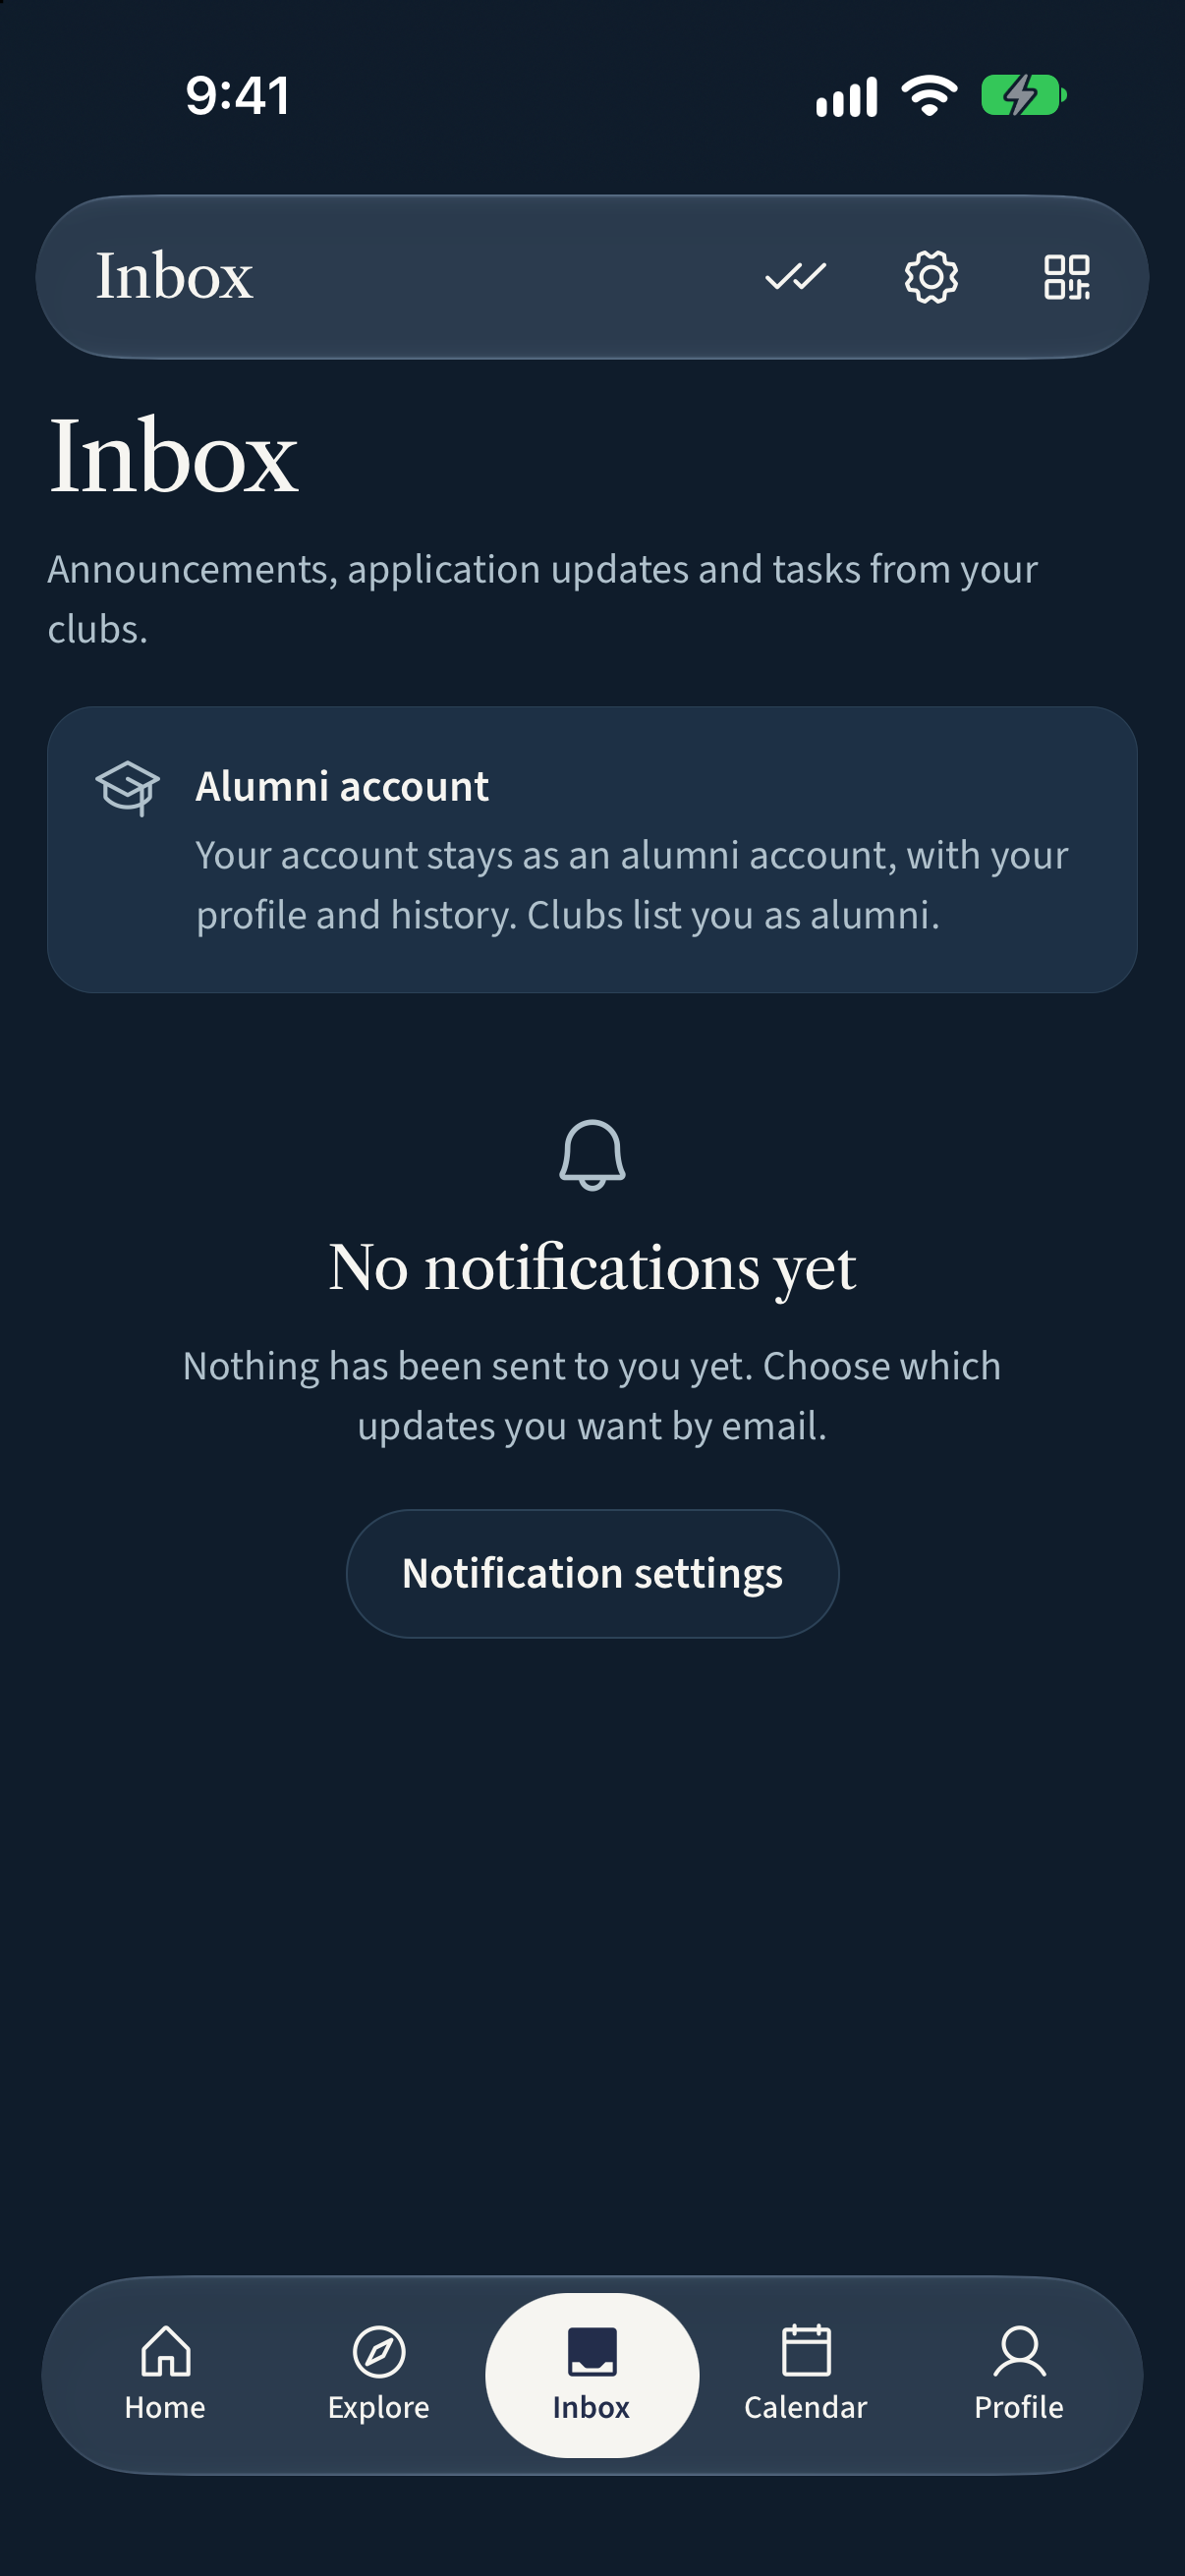 9:41
Inbox
Inbox
Announcements, application updates and tasks from your
clubs.
Alumni account
Your account stays as an alumni account, with your
profile and history. Clubs list you as alumni.
No notifications yet
Nothing has been sent to you yet. Choose which
updates you want by email.
Notification settings
Home
Explore
Inbox
Calendar
Profile